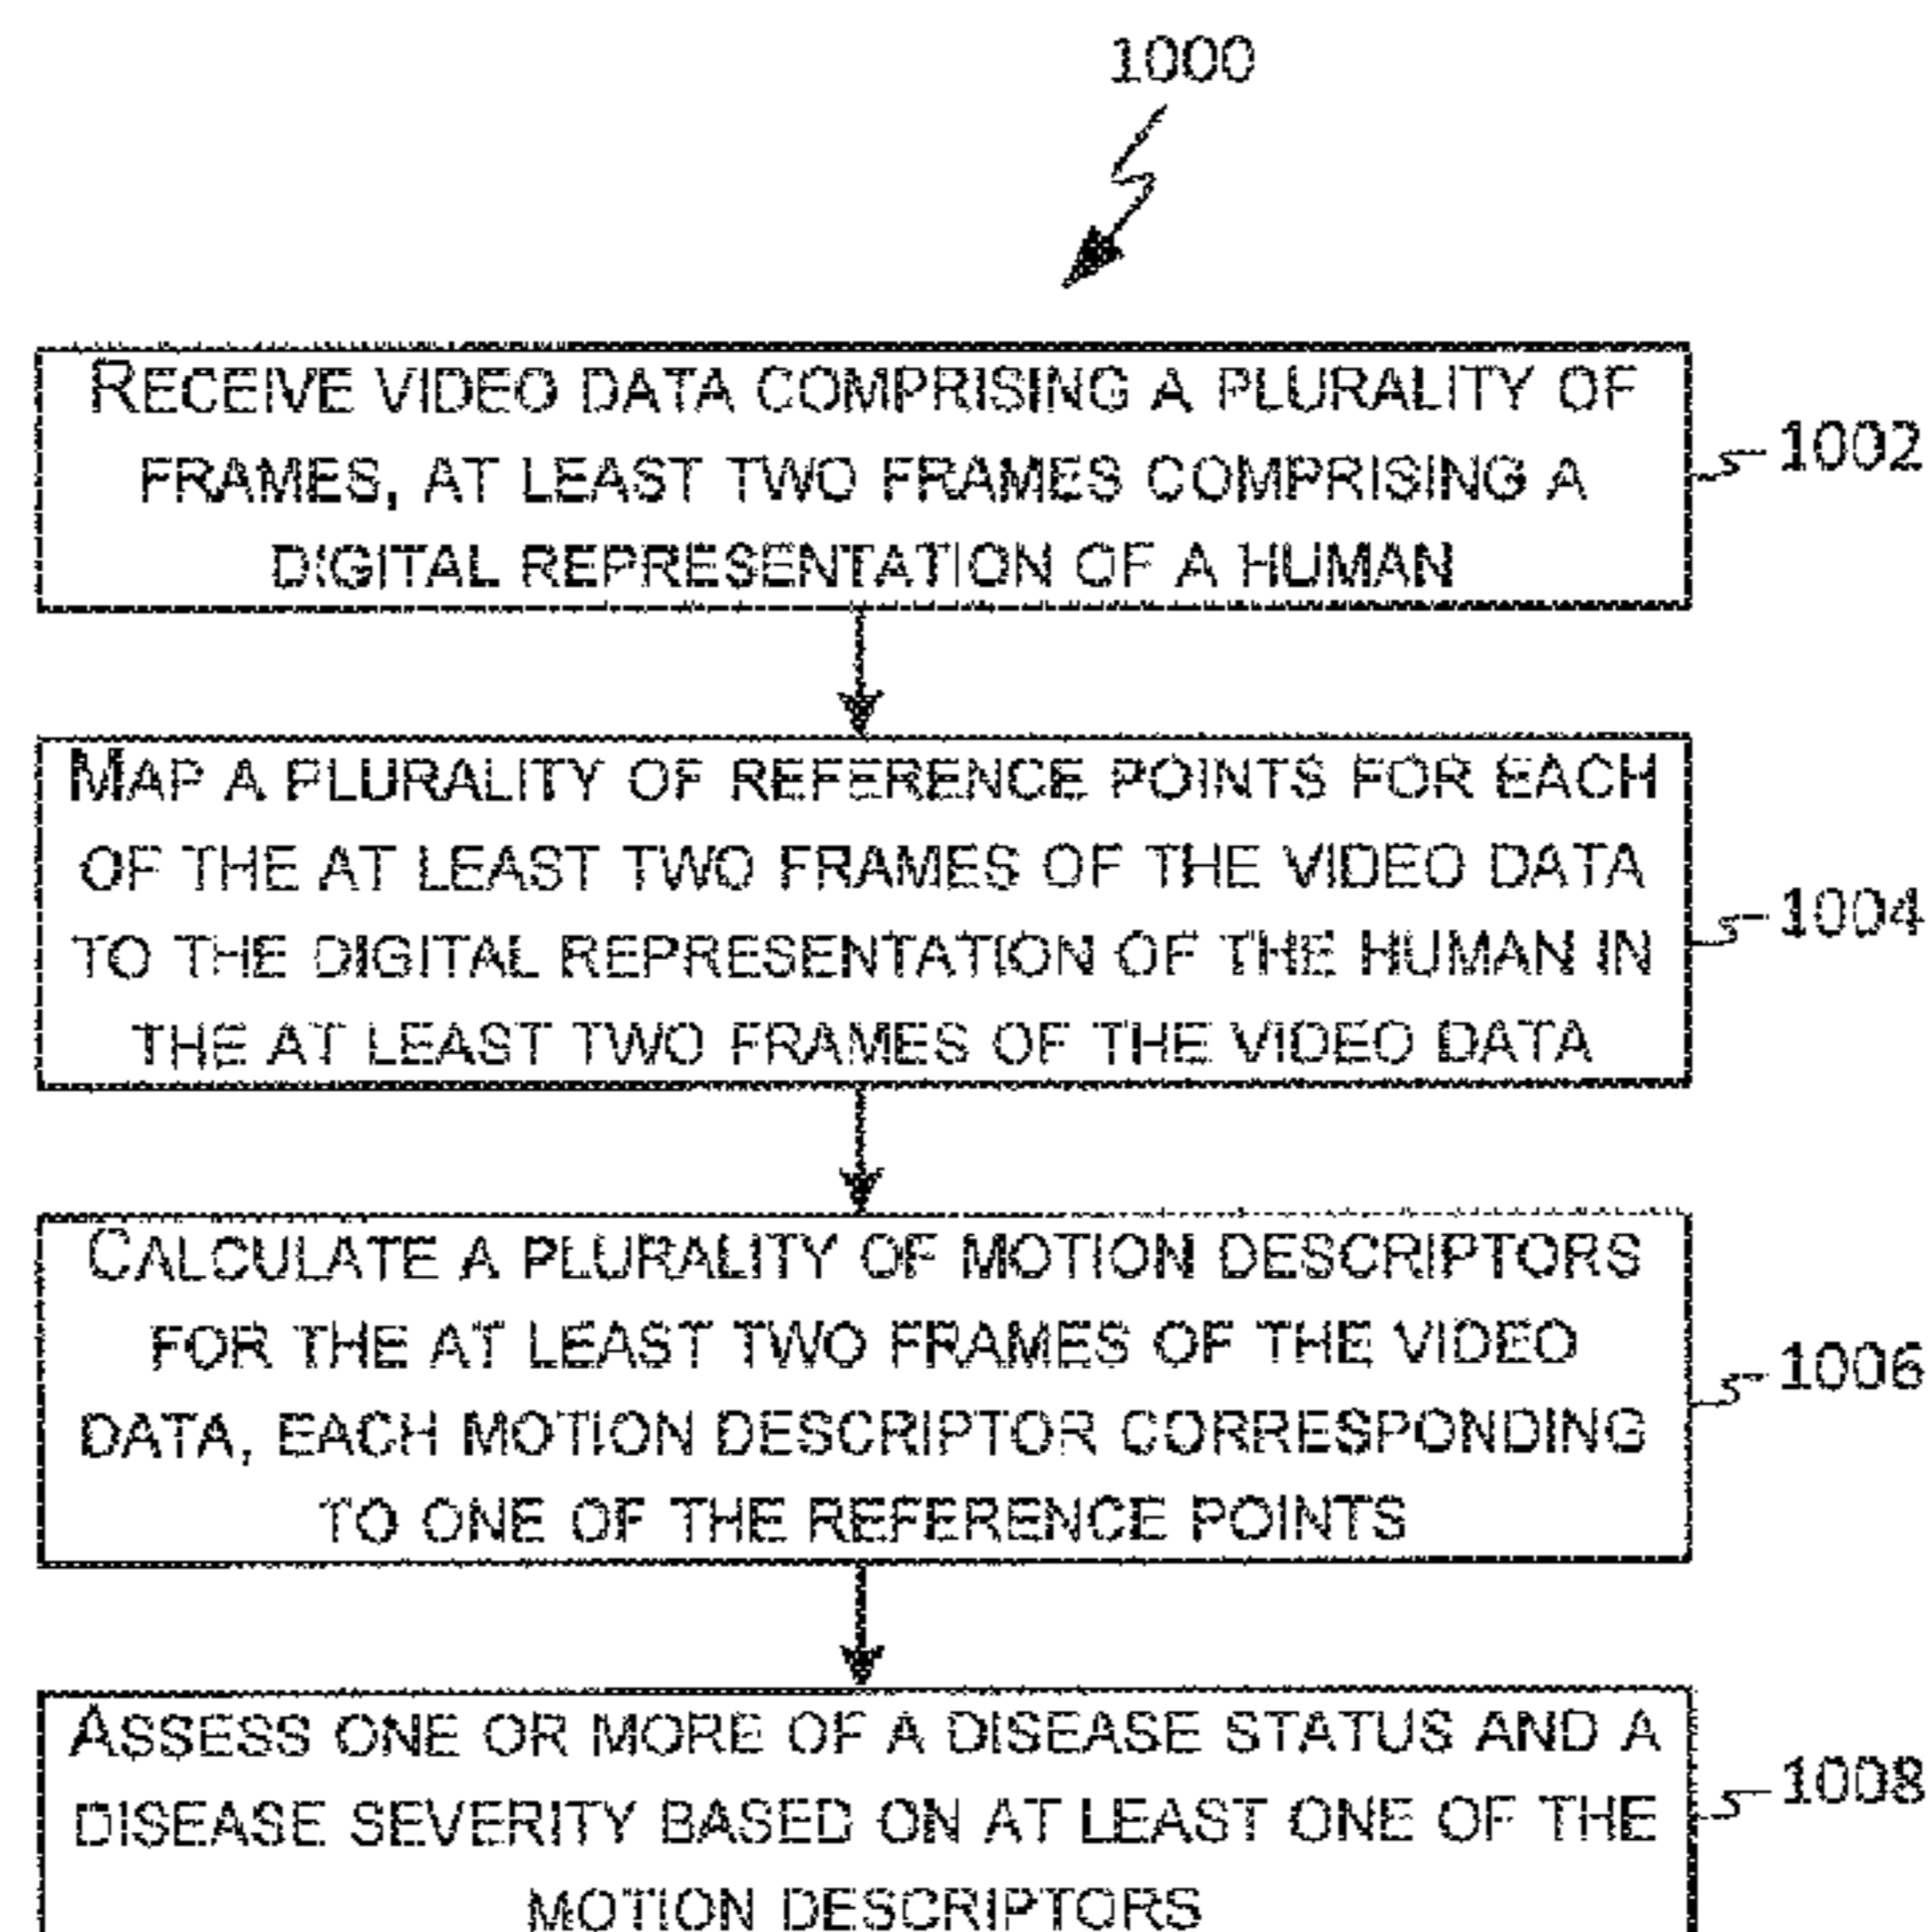 1000
RECEIVE VIDEO DATA COMPRISING A PLURALITY OF
FRAMES, AT LEAST TWO FRAMES COMPRISING A
DIGITAL REPRESENTATION OF A HUMAN
1002
MAP A PLURALITY OF REFERENCE POINTS FOR EACH
OF THE AT LEAST TWO FRAMES OF THE VIDEO DATA
TO THE DIGITAL REPRESENTATION OF THE HUMAN IN
THE AT LEAST TWO FRAMES OF THE VIDEO DATA
1004
CALCULATE A PLURALITY OF MOTION DESCRIPTORS
FOR THE AT LEAST TWO FRAMES OF THE VIDEO
DATA, EACH MOTION DESCRIPTOR CORRESPONDING
TO ONE OF THE REFERENCE POINTS
1006
ASSESS ONE OR MORE OF A DISEASE STATUS AND A
DISEASE SEVERITY BASED ON AT LEAST ONE OF THE
MOTION DESCRIPTORS
1008